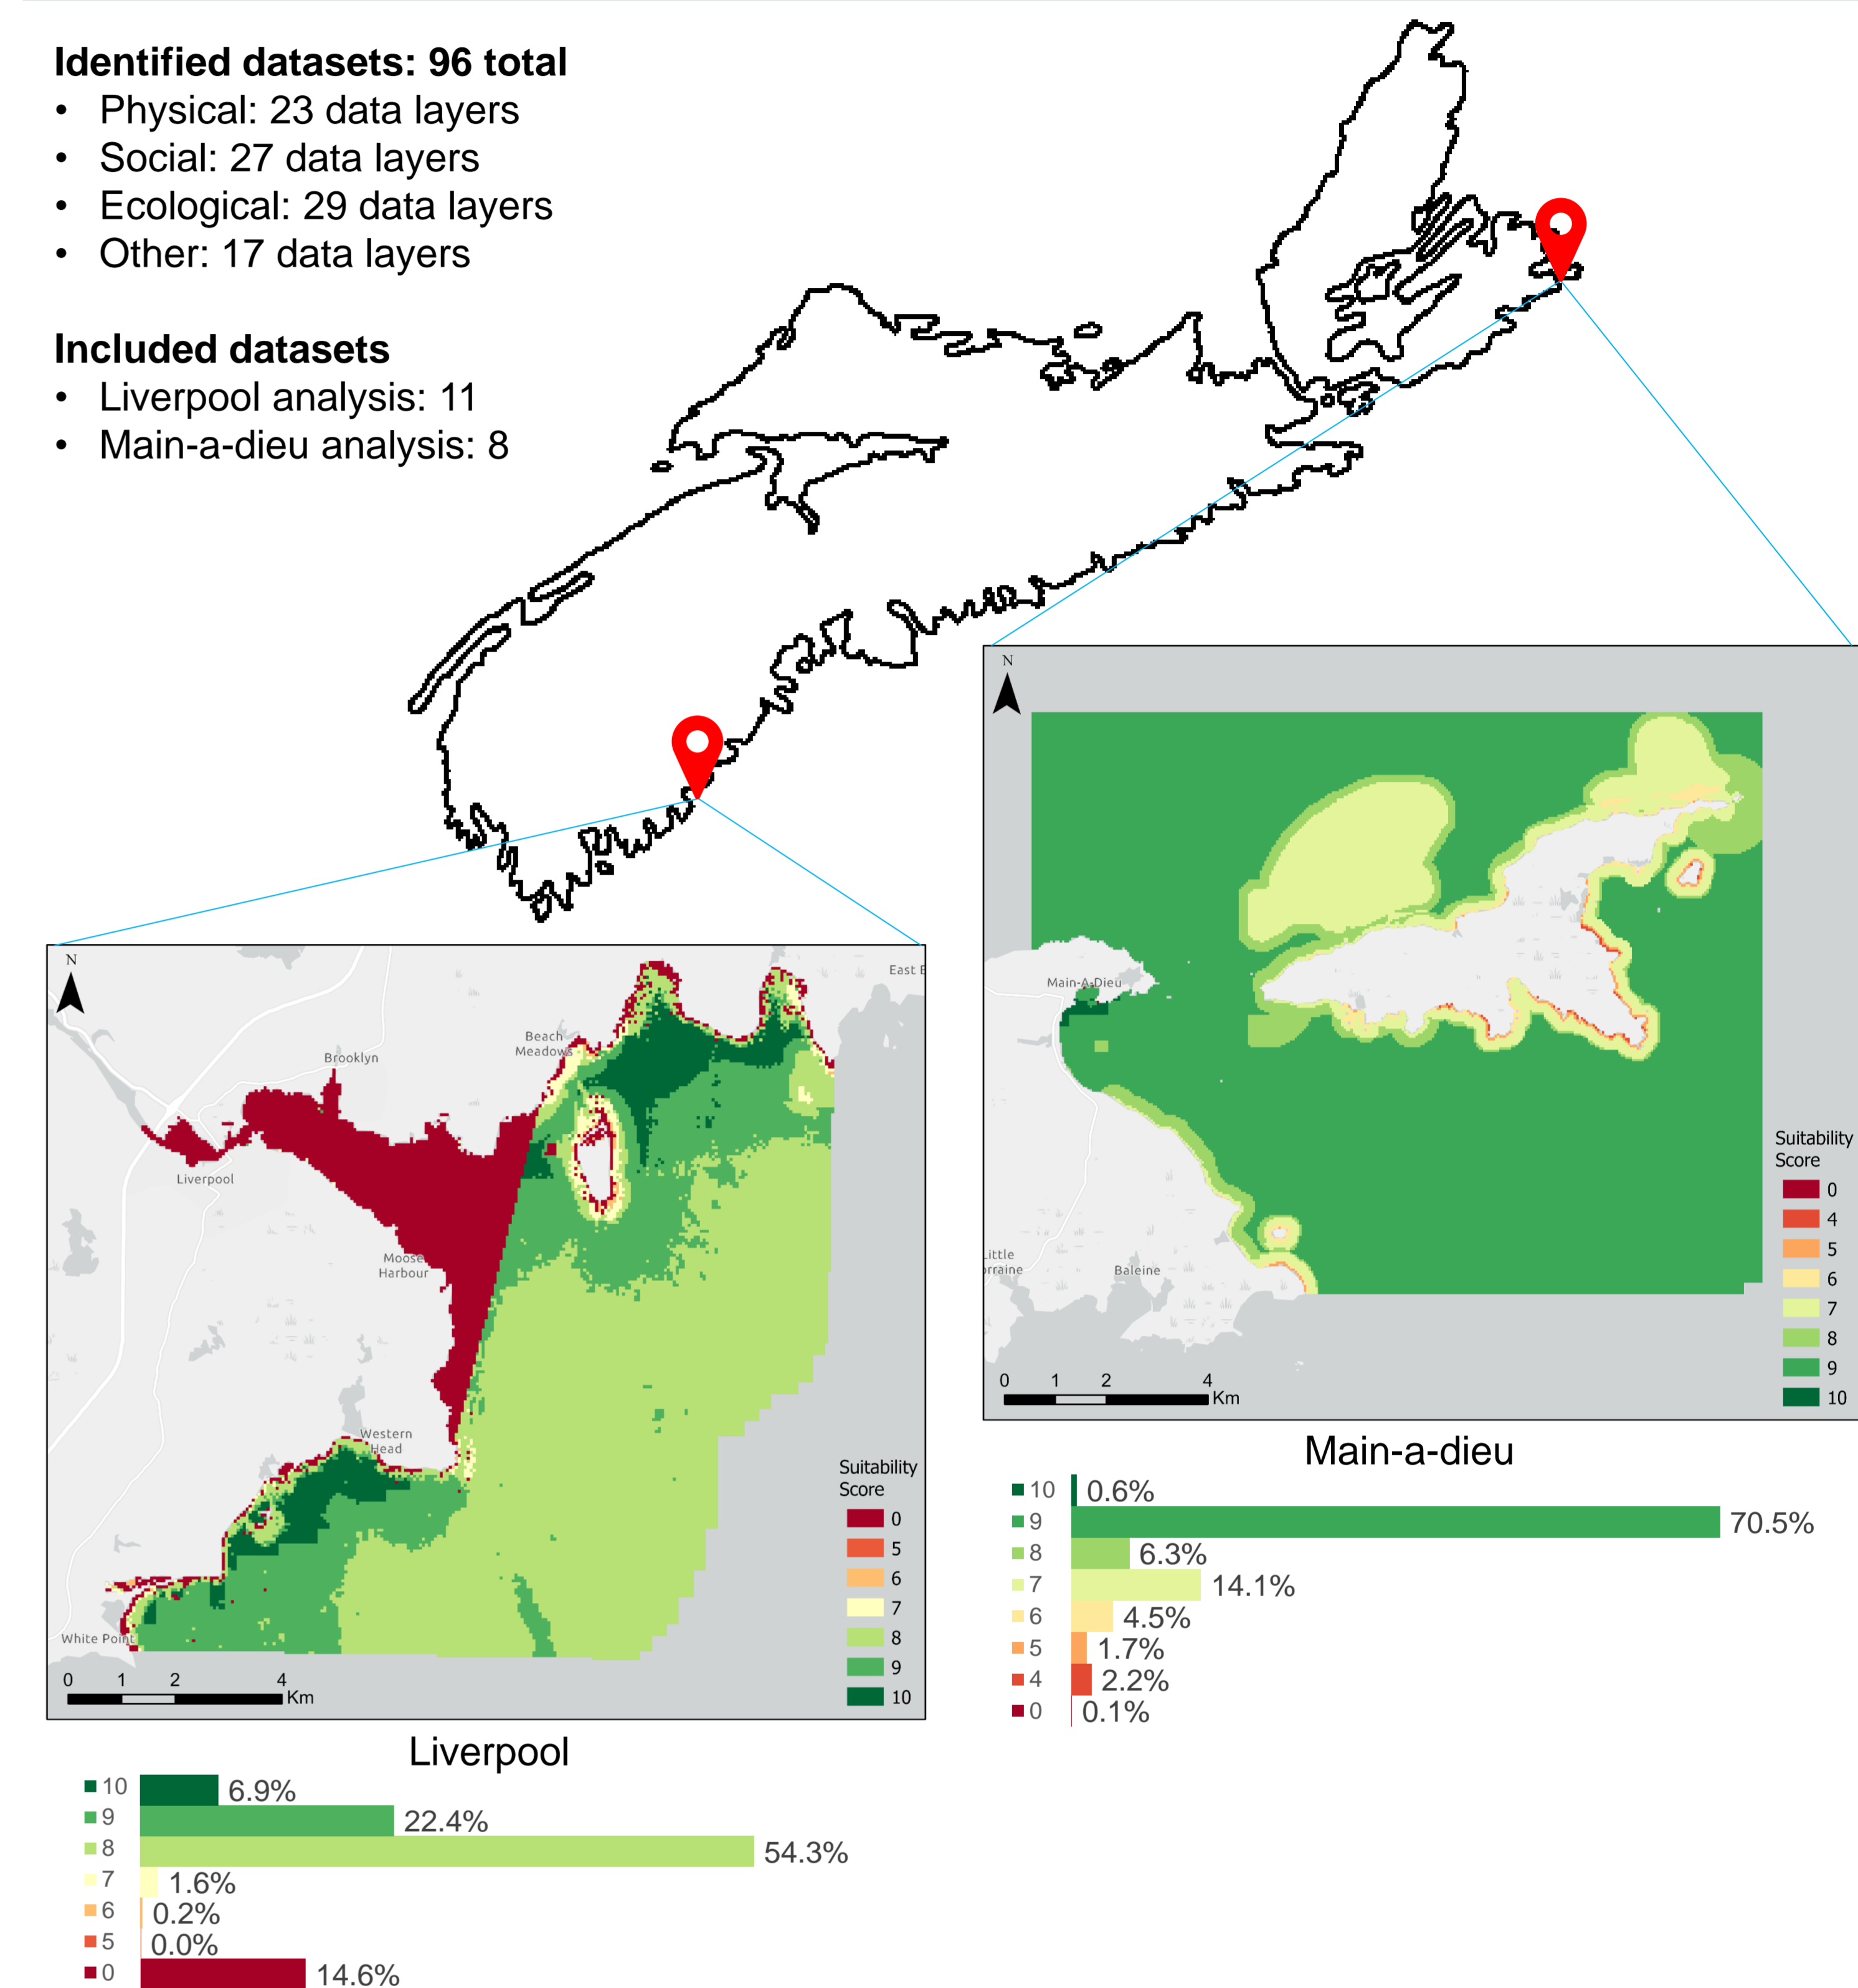 Identified datasets: 96 total
• Physical: 23 data layers
• Social: 27 data layers
• Ecological: 29 data layers
• Other: 17 data layers
Included datasets
• Liverpool analysis: 11
• Main-a-dieu analysis: 8
N
Main-A-Dieu
Little
Baleine
Suitability
Score
0
4
5
6
7
8
9
10
0 1 2 4
Km
Main-a-dieu
10 0.6%
9 70.5%
8 6.3%
7 14.1%
6 4.5%
5 1.7%
4 2.2%
0 0.1%
N
East
Beach
Meadows
Brooklyn
Liverpool
Moose
Harbour
Western
Head
White Point
Suitability
Score
0
5
6
7
8
9
10
0 1 2 4
Km
Liverpool
10 6.9%
9 22.4%
8 54.3%
7 1.6%
6 0.2%
5 0.0%
0 14.6%